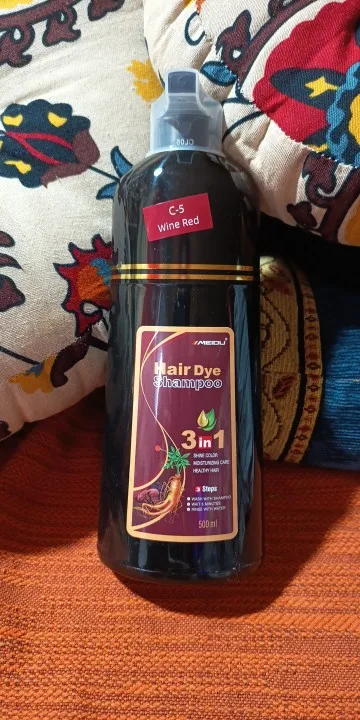 C-5
Wine Red
MEIDU
Hair Dye
Shampoo
3 in 1
SHINE COLOR
MOISTURIZING CARE
HEALTHY HAIR
3 Steps
WASH WITH SHAMPOO
WAIT 5 MINUTES
RINSE WITH WATER
500 ml